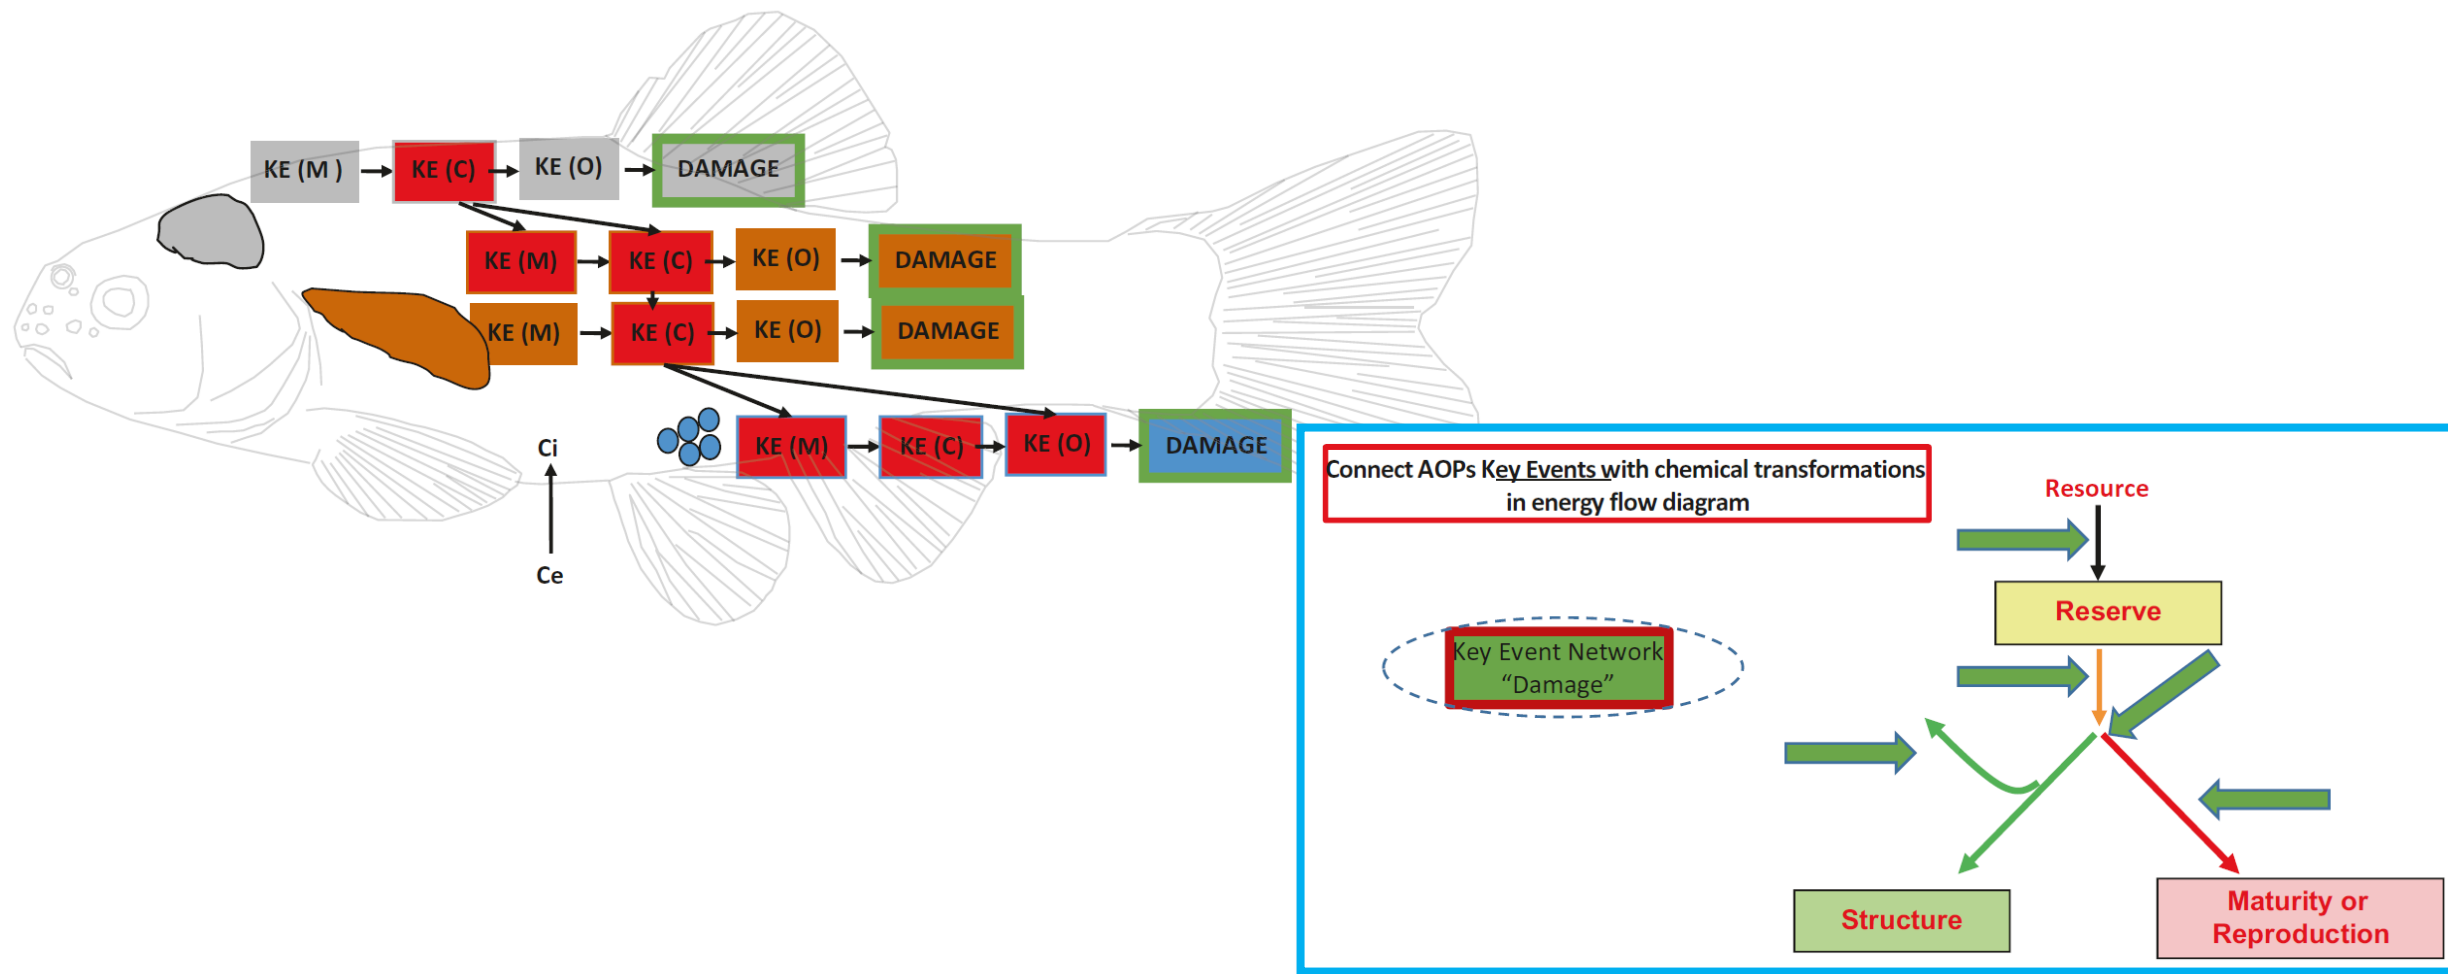 KE (M )
KE (C)
KE (O)
DAMAGE
KE (M)
KE (C)
KE (O)
DAMAGE
KE (M)
KE (C)
KE (O)
DAMAGE
KE (M)
KE (C)
KE (O)
DAMAGE
Ci
Ce
Connect AOPs Key Events with chemical transformations
in energy flow diagram
Resource
Reserve
Key Event Network
“Damage”
Structure
Maturity or
Reproduction